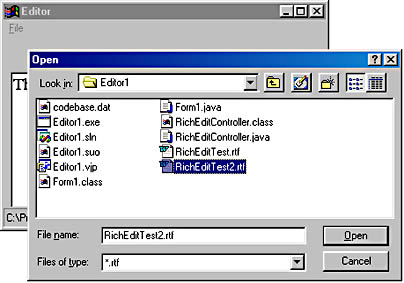 Editor
File
Th
Open
Look in: Editor1
codebase.dat
Editor1.exe
Editor1.sln
Editor1.suo
Editor1.vjp
Form1.class
Form1.java
RichEditController.class
RichEditController.java
RichEditTest.rtf
RichEditTest2.rtf
C:\Pr
File name: RichEditTest2.rtf Open
Files of type: *.rtf Cancel